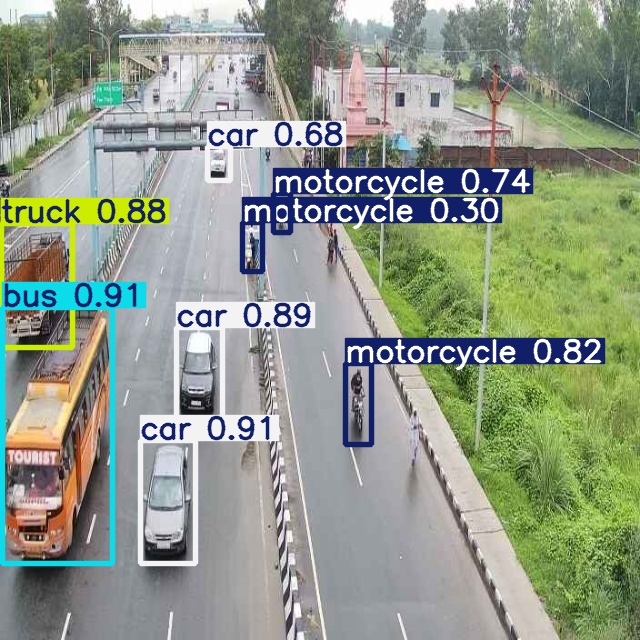 car 0.68
motorcycle 0.74
truck 0.88
motorcycle 0.30
bus 0.91
car 0.89
motorcycle 0.82
car 0.91
TOURIST